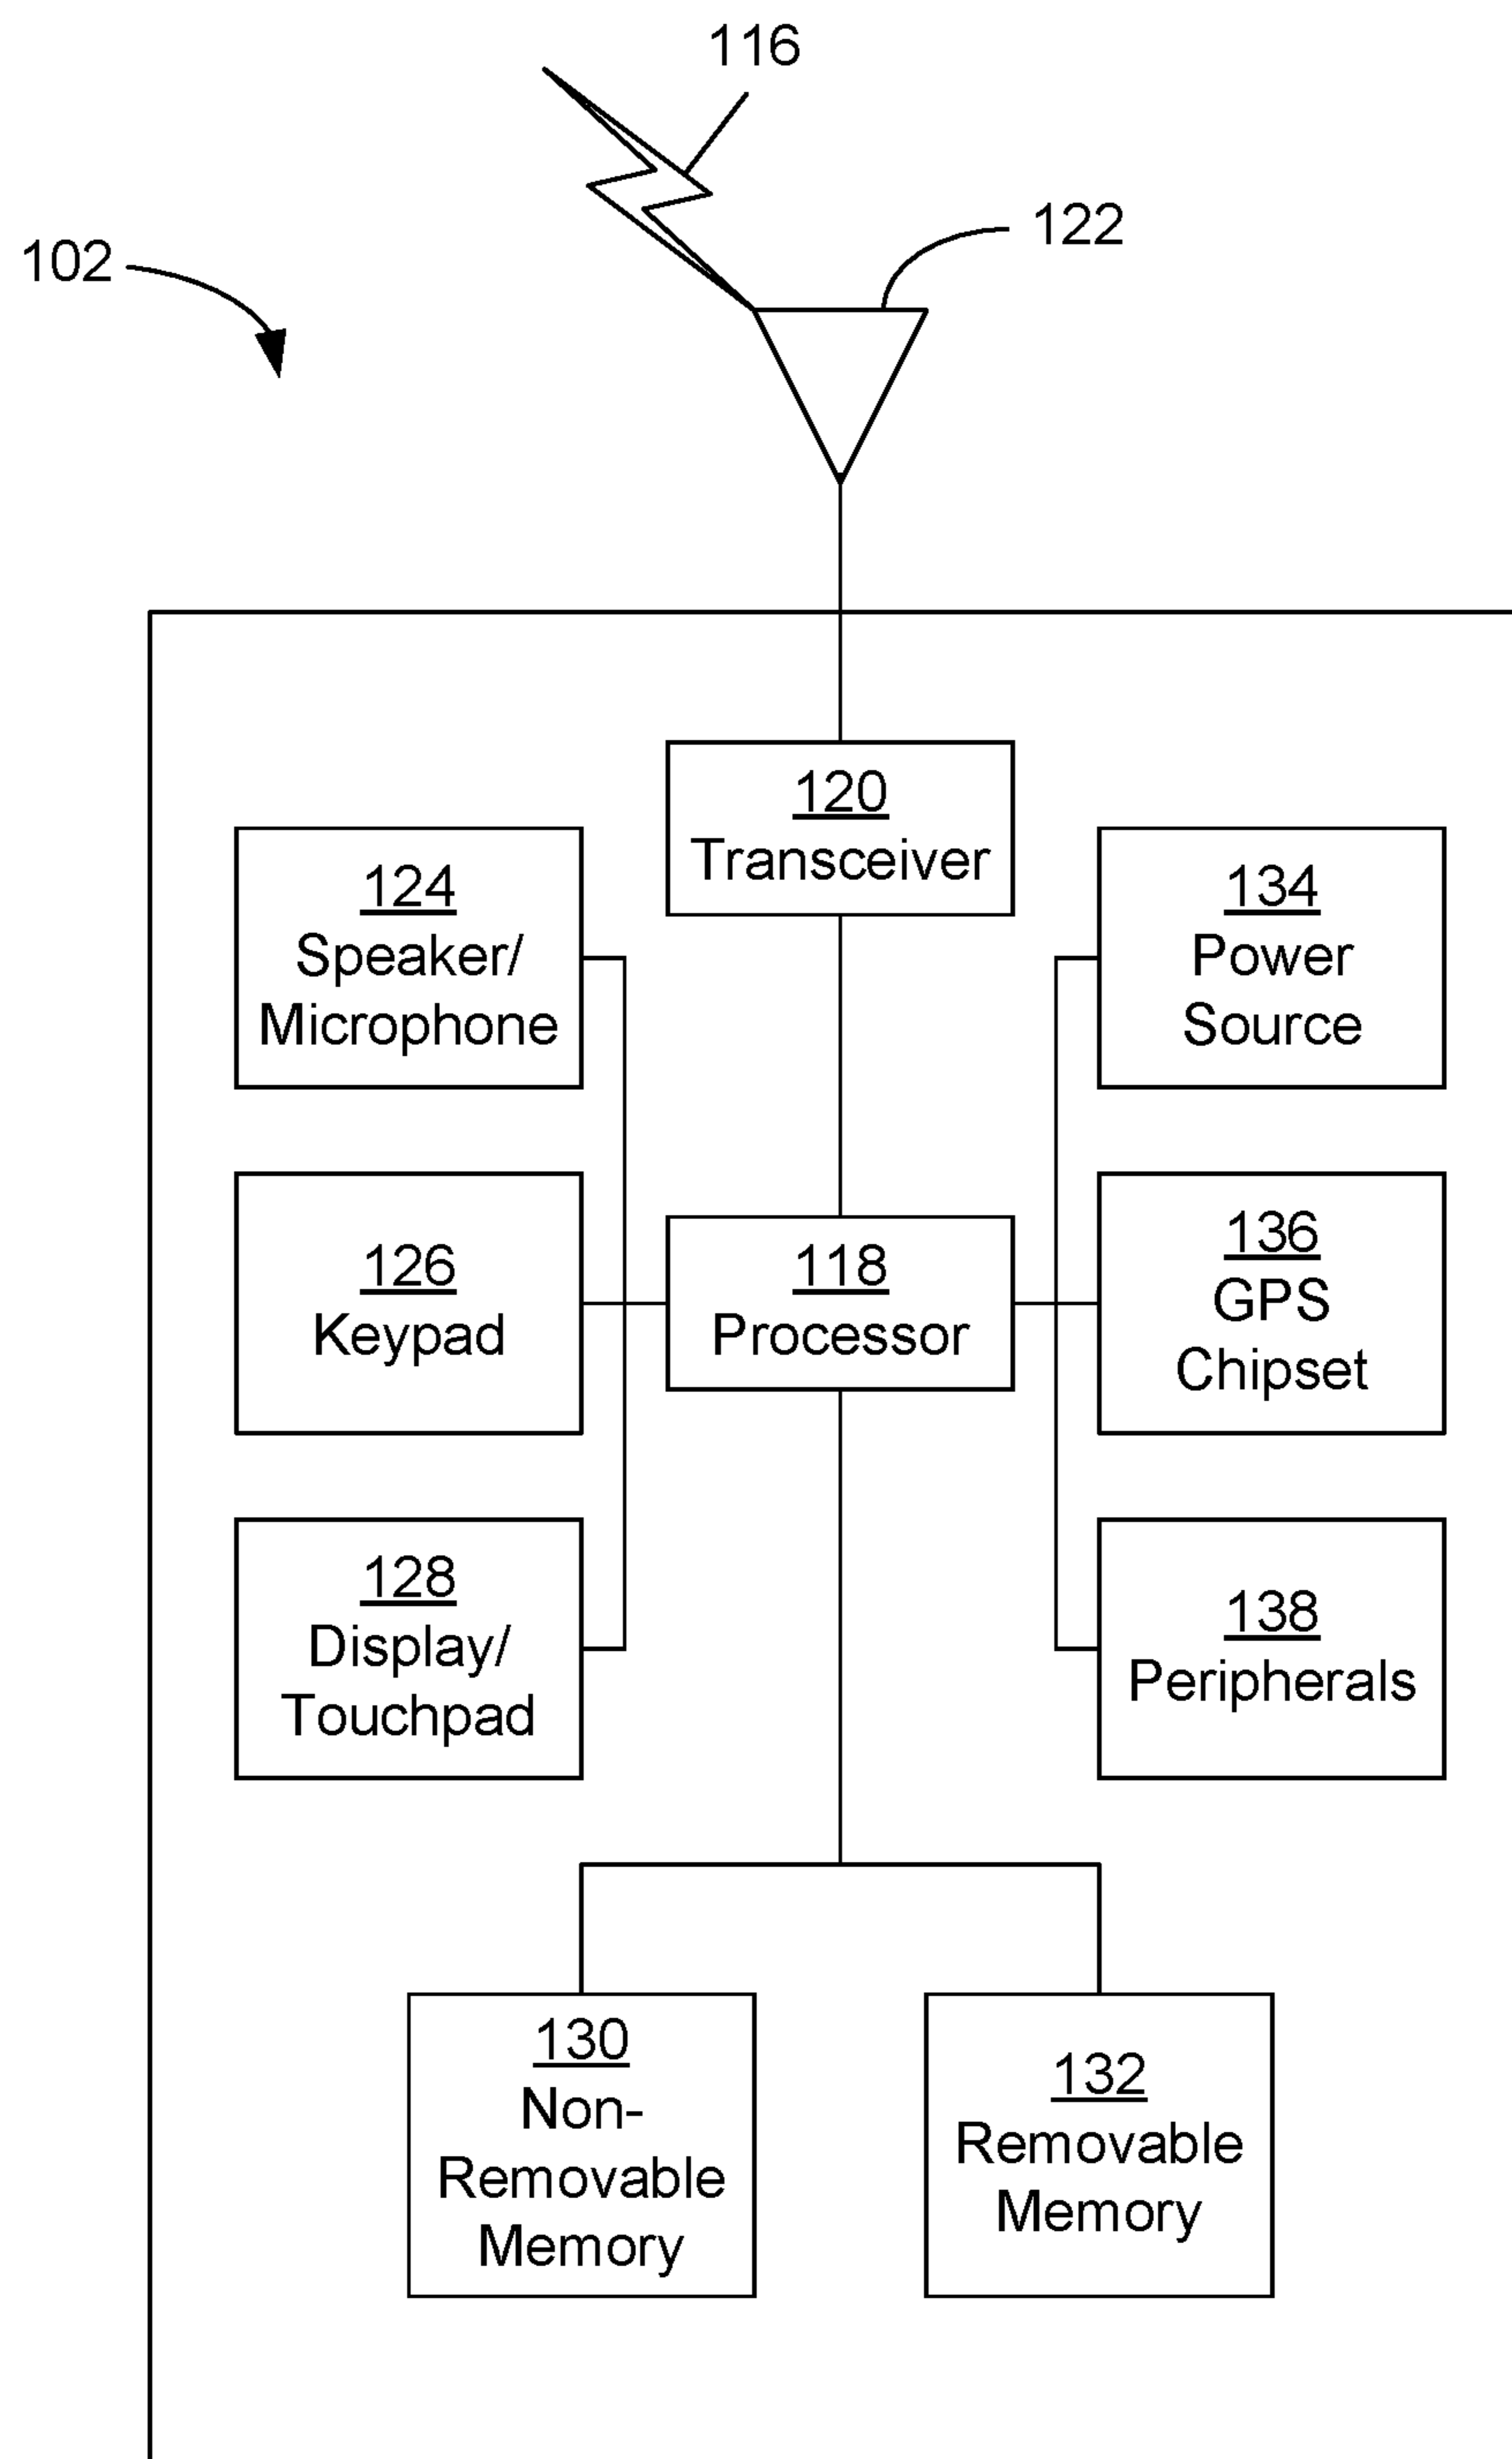 116
122
102
120
Transceiver
124
Speaker/
Microphone
134
Power
Source
126
Keypad
118
Processor
136
GPS
Chipset
128
Display/
Touchpad
138
Peripherals
130
Non-
Removable
Memory
132
Removable
Memory